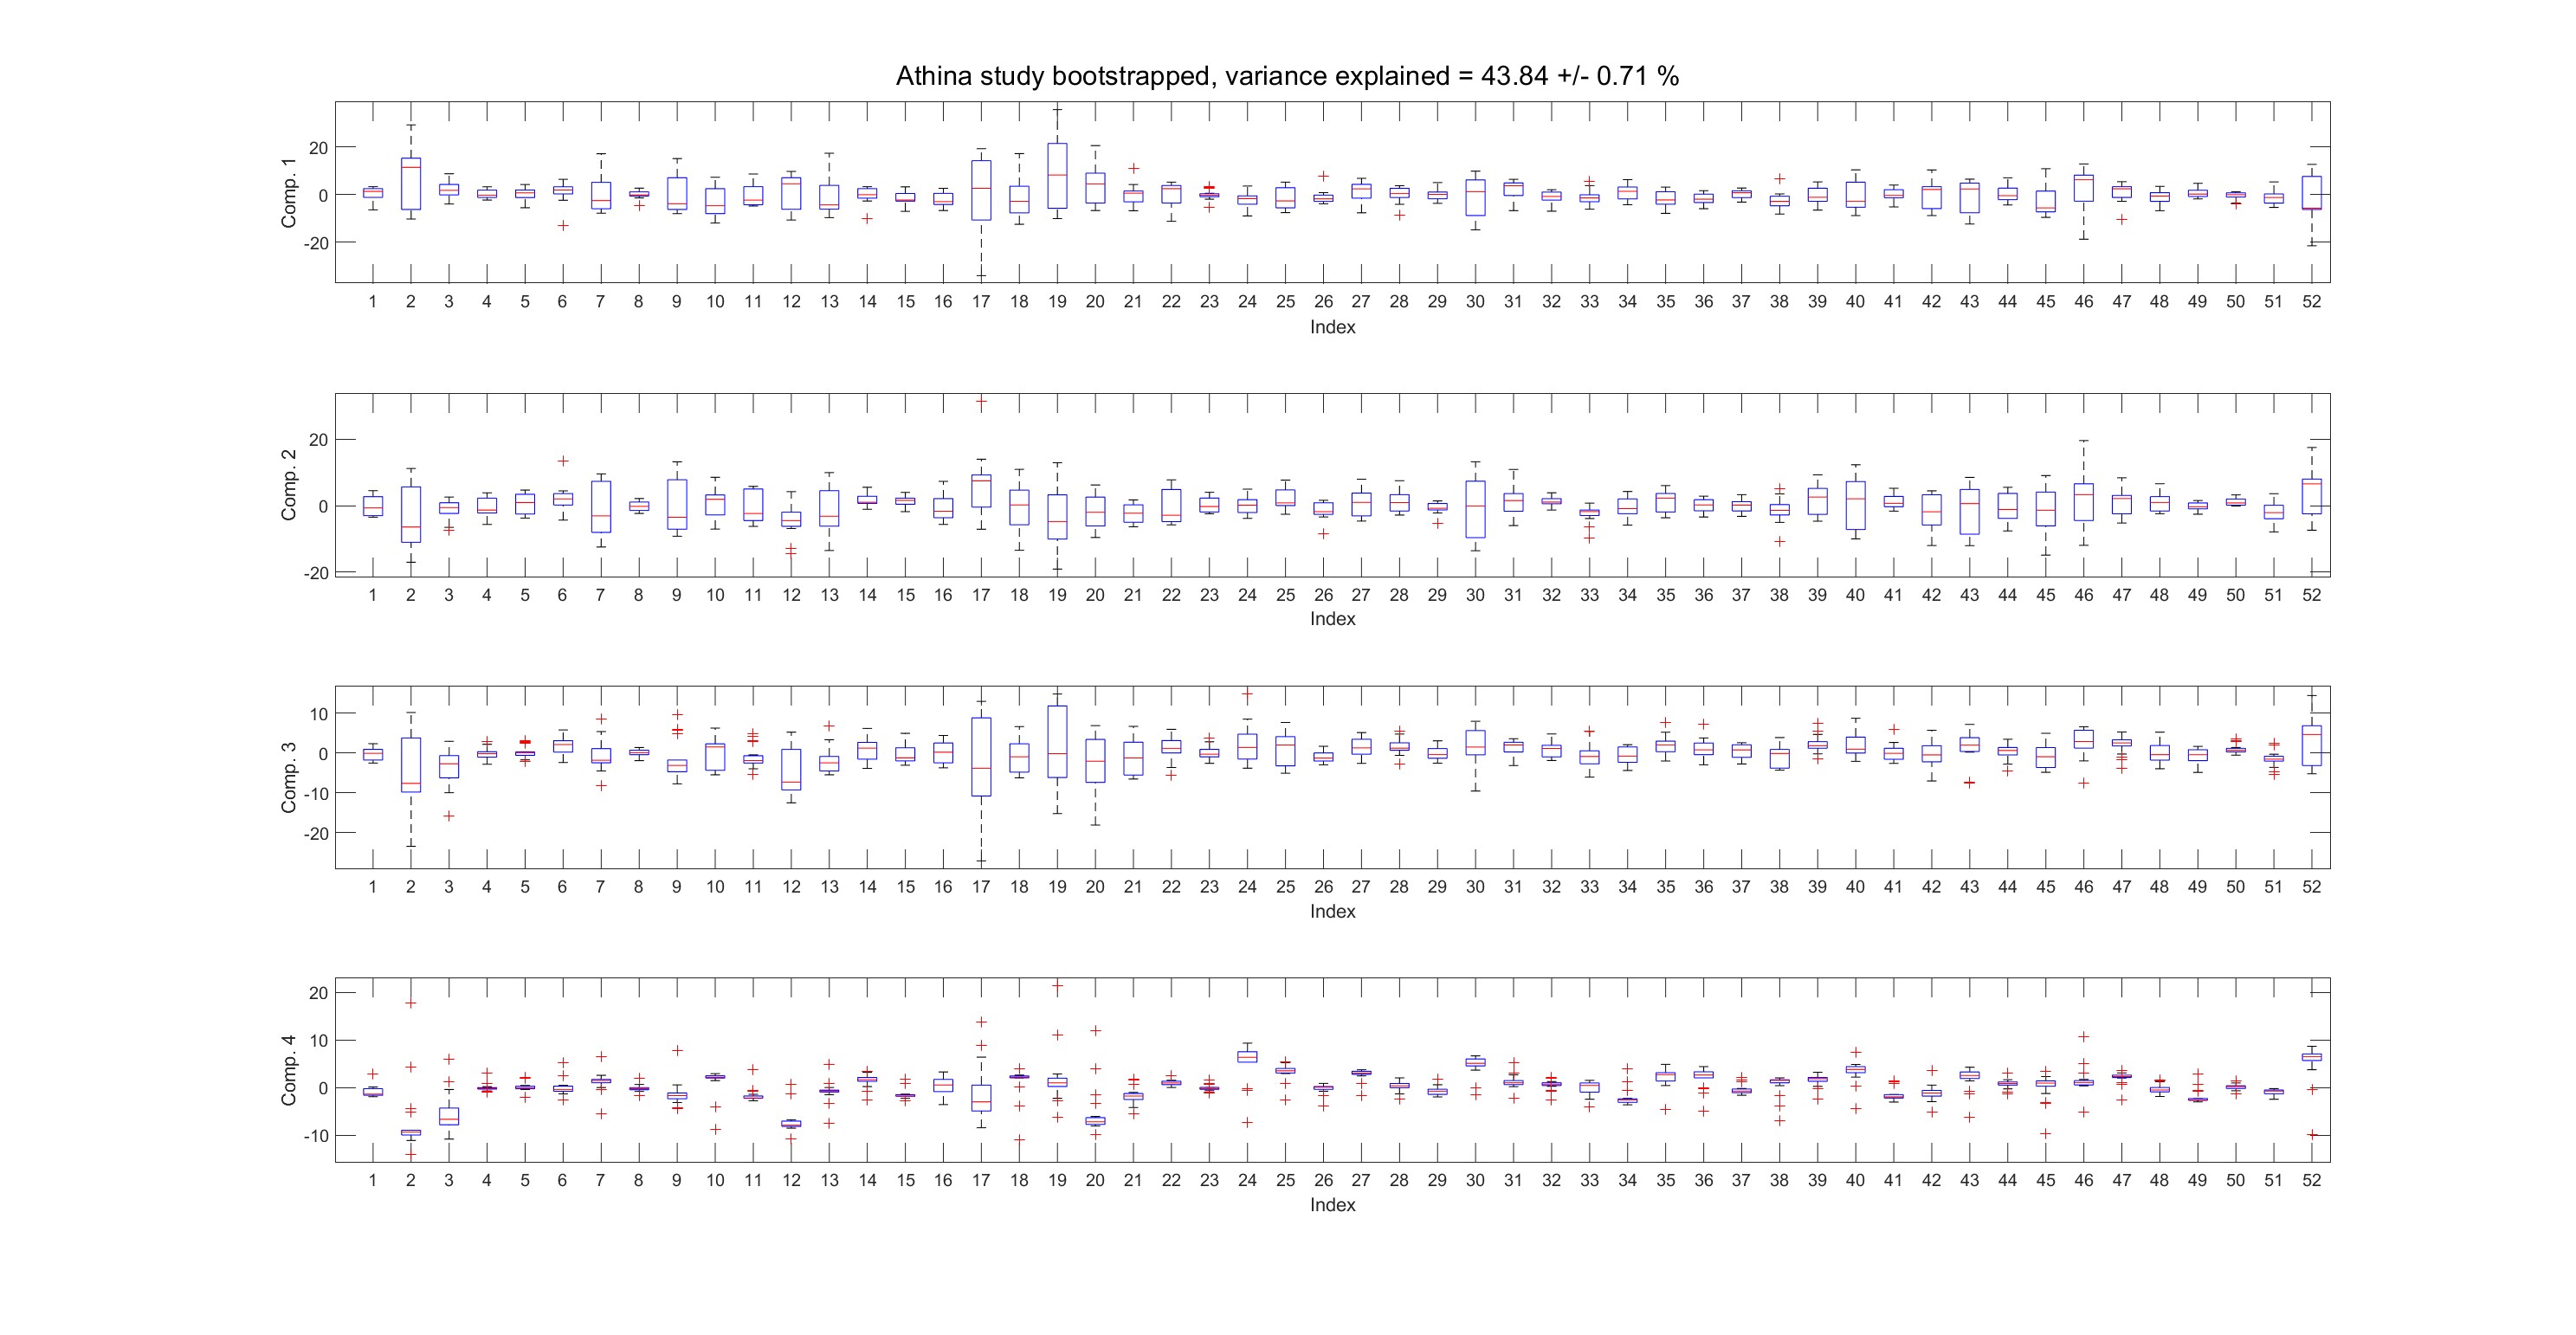 Athina study bootstrapped, variance explained = 43.84 +/- 0.71 %
20
0
-20
Comp. 1
1 2 3 4 5 6 7 8 9 10 11 12 13 14 15 16 17 18 19 20 21 22 23 24 25 26 27 28 29 30 31 32 33 34 35 36 37 38 39 40 41 42 43 44 45 46 47 48 49 50 51 52
Index
20
0
-20
Comp. 2
1 2 3 4 5 6 7 8 9 10 11 12 13 14 15 16 17 18 19 20 21 22 23 24 25 26 27 28 29 30 31 32 33 34 35 36 37 38 39 40 41 42 43 44 45 46 47 48 49 50 51 52
Index
10
0
-10
-20
Comp. 3
1 2 3 4 5 6 7 8 9 10 11 12 13 14 15 16 17 18 19 20 21 22 23 24 25 26 27 28 29 30 31 32 33 34 35 36 37 38 39 40 41 42 43 44 45 46 47 48 49 50 51 52
Index
20
10
0
-10
Comp. 4
1 2 3 4 5 6 7 8 9 10 11 12 13 14 15 16 17 18 19 20 21 22 23 24 25 26 27 28 29 30 31 32 33 34 35 36 37 38 39 40 41 42 43 44 45 46 47 48 49 50 51 52
Index